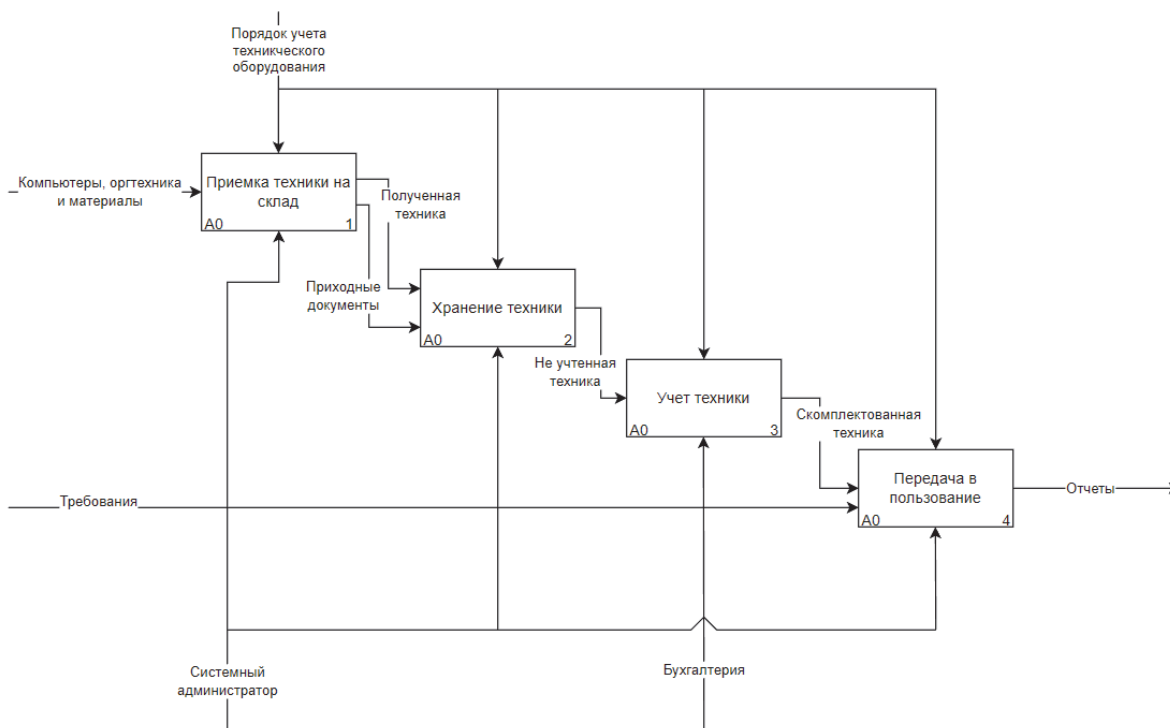 Порядок учета
техникческого
оборудования
Компьютеры, оргтехника
и материалы
Приемка техники на
склад
A0
1
Полученная
техника
Приходные
документы
Хранение техники
A0
2
Не учтенная
техника
Учет техники
A0
3
Скомплектованная
техника
Передача в
пользование
A0
4
Требования
Отчеты
Системный
администратор
Бухгалтерия